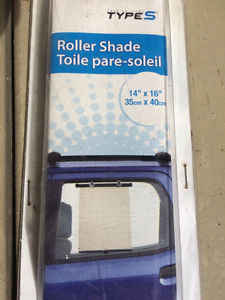 TYPE S
Roller Shade
Toile pare-soleil
14" x 16"
35cm x 40cm